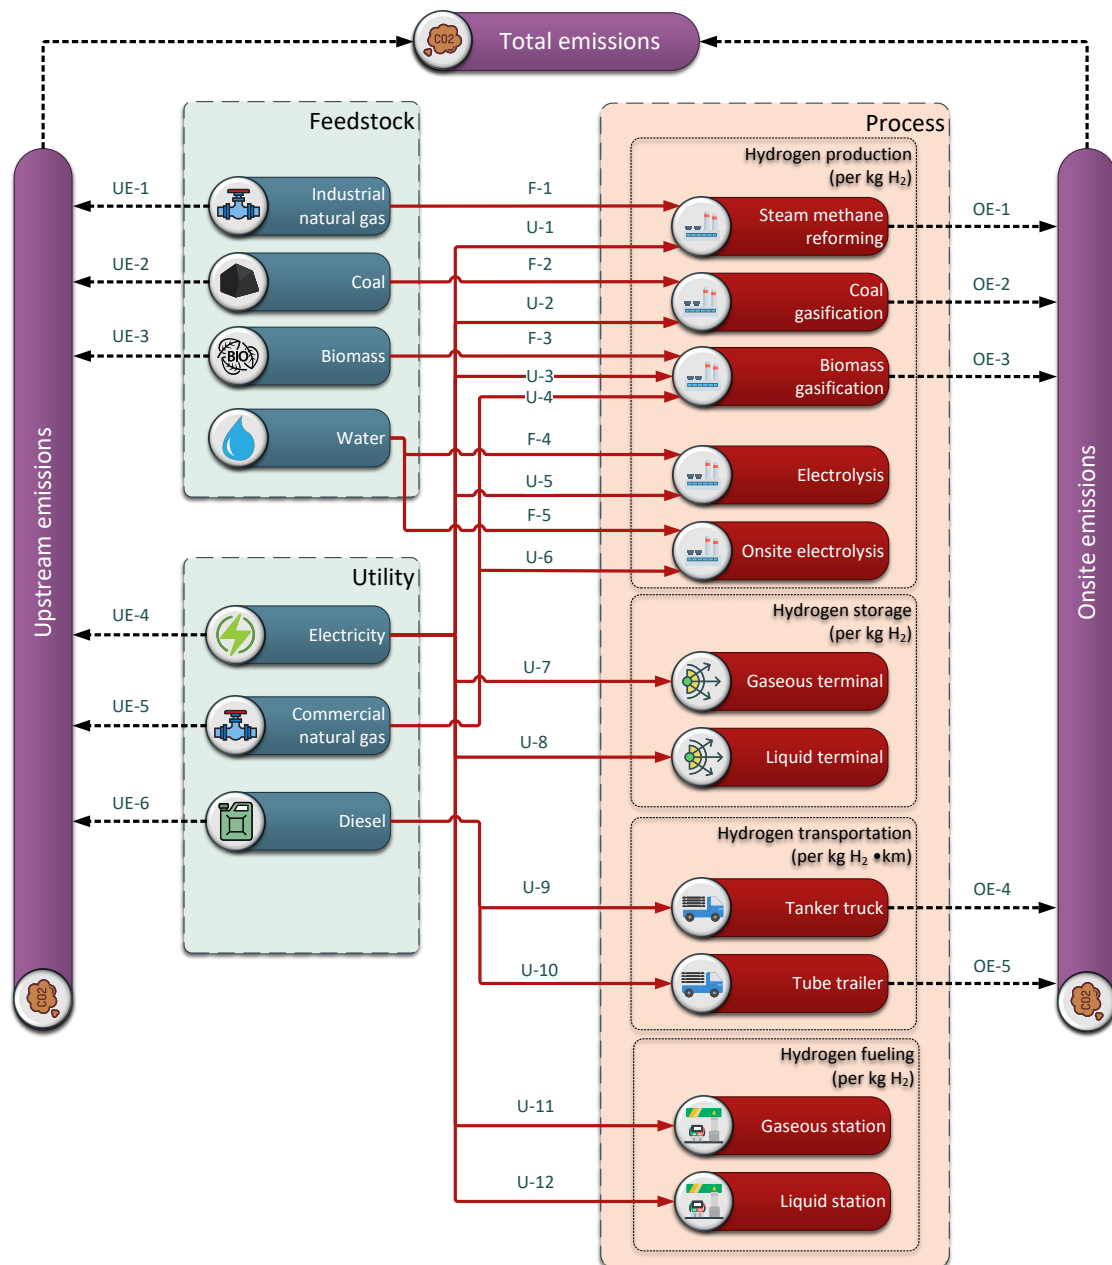 CO2
Total emissions
Feedstock
Process
Hydrogen production
(per kg H₂)
UE-1
Industrial
natural gas
F-1
U-1
Steam methane
reforming
OE-1
UE-2
Coal
F-2
U-2
Coal
gasification
OE-2
UE-3
BIO
Biomass
F-3
U-3
U-4
Biomass
gasification
OE-3
Water
F-4
U-5
Electrolysis
F-5
U-6
Onsite electrolysis
Upstream emissions
Onsite emissions
Utility
Hydrogen storage
(per kg H₂)
UE-4
Electricity
U-7
Gaseous terminal
UE-5
Commercial
natural gas
U-8
Liquid terminal
UE-6
Diesel
Hydrogen transportation
(per kg H₂ •km)
U-9
Tanker truck
OE-4
U-10
Tube trailer
OE-5
CO2
CO2
Hydrogen fueling
(per kg H₂)
U-11
Gaseous station
U-12
Liquid station